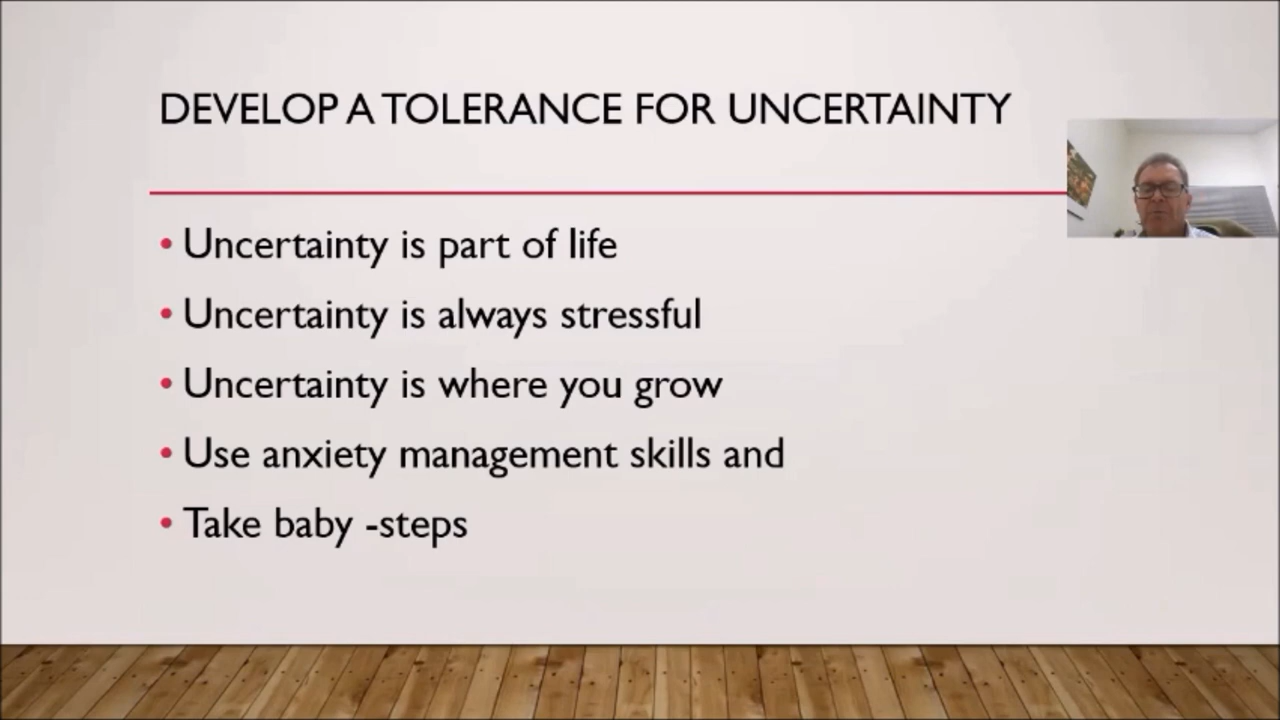 DEVELOP A TOLERANCE FOR UNCERTAINTY
• Uncertainty is part of life
• Uncertainty is always stressful
• Uncertainty is where you grow
• Use anxiety management skills and
• Take baby -steps